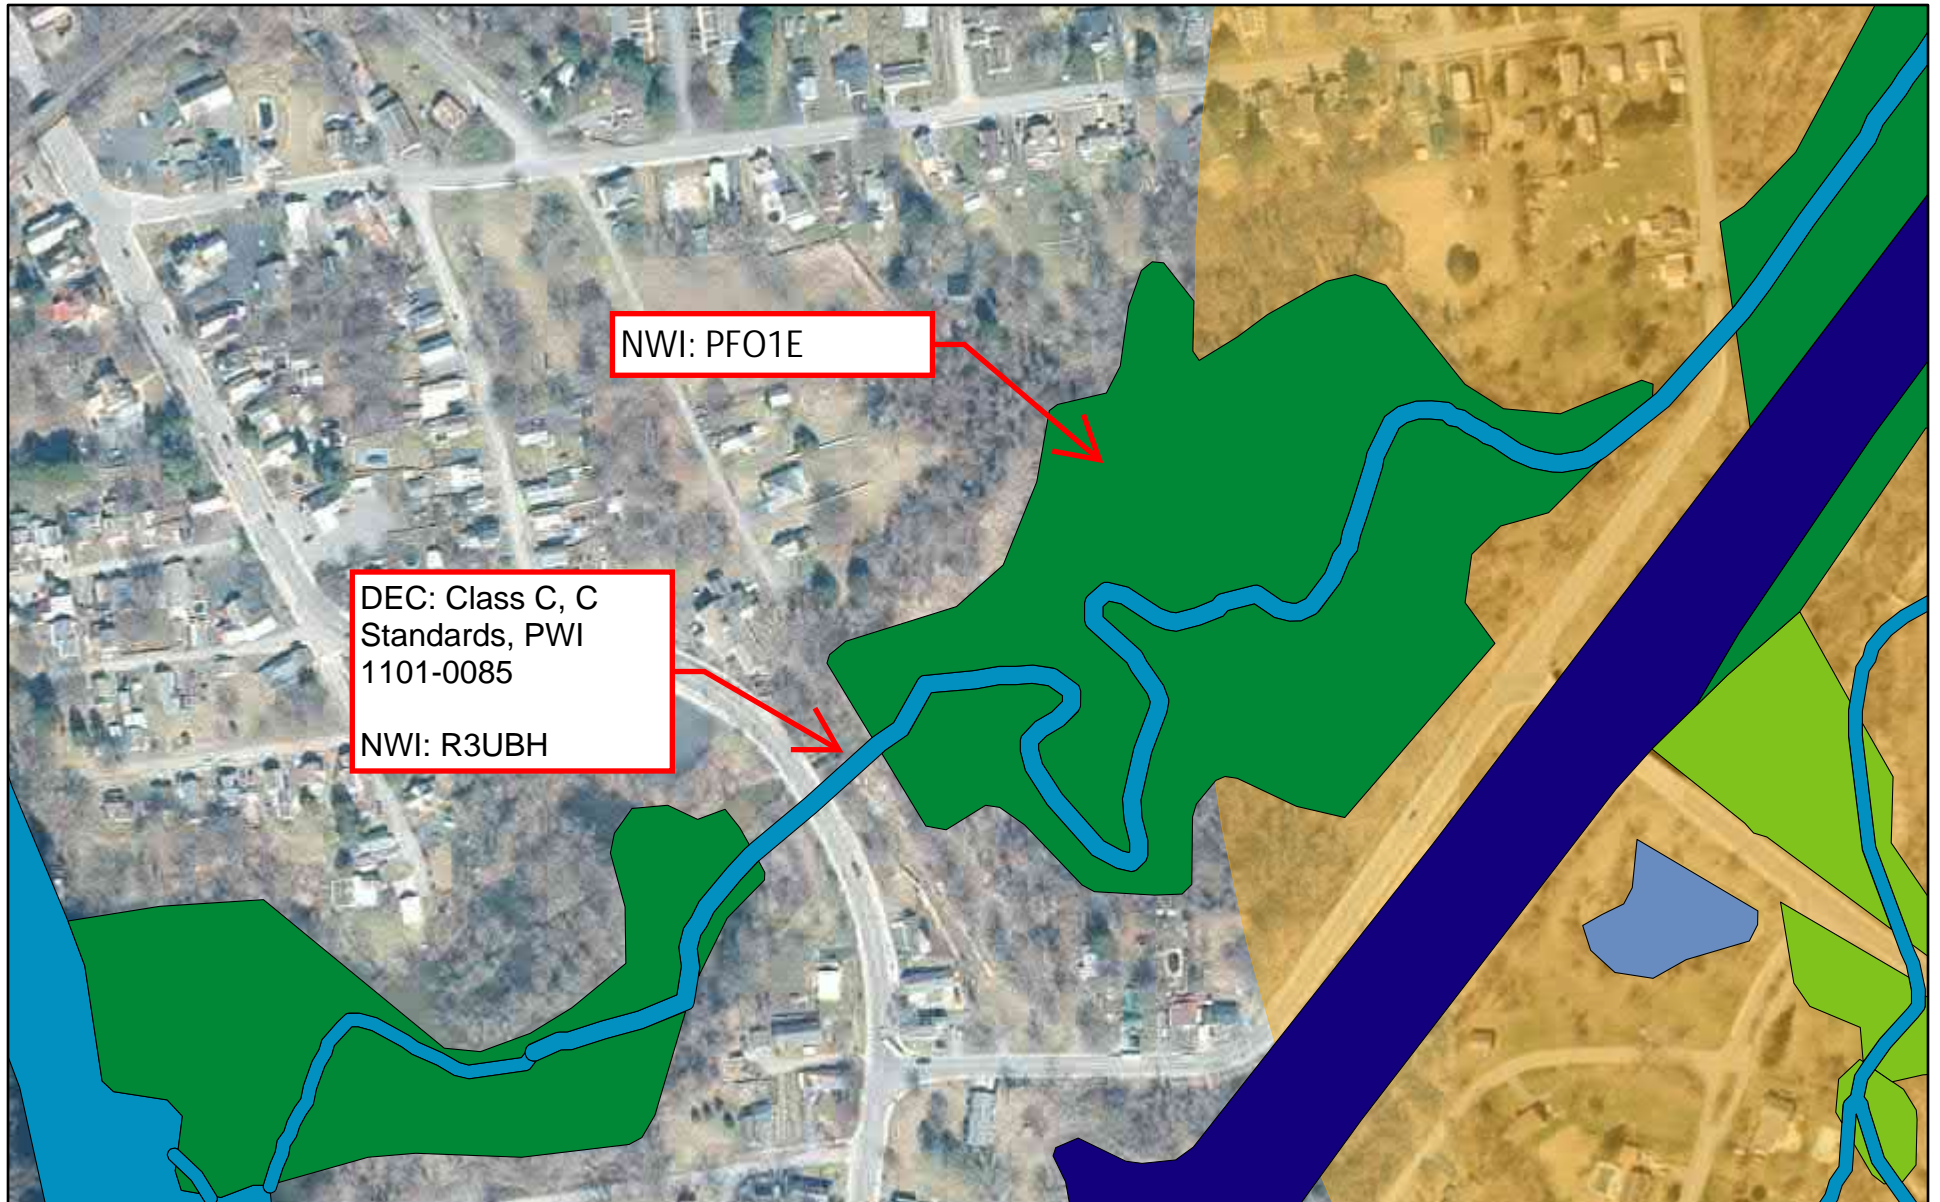 NWI: PFO1E
DEC: Class C, C
Standards, PWI
1101-0085
NWI: R3UBH